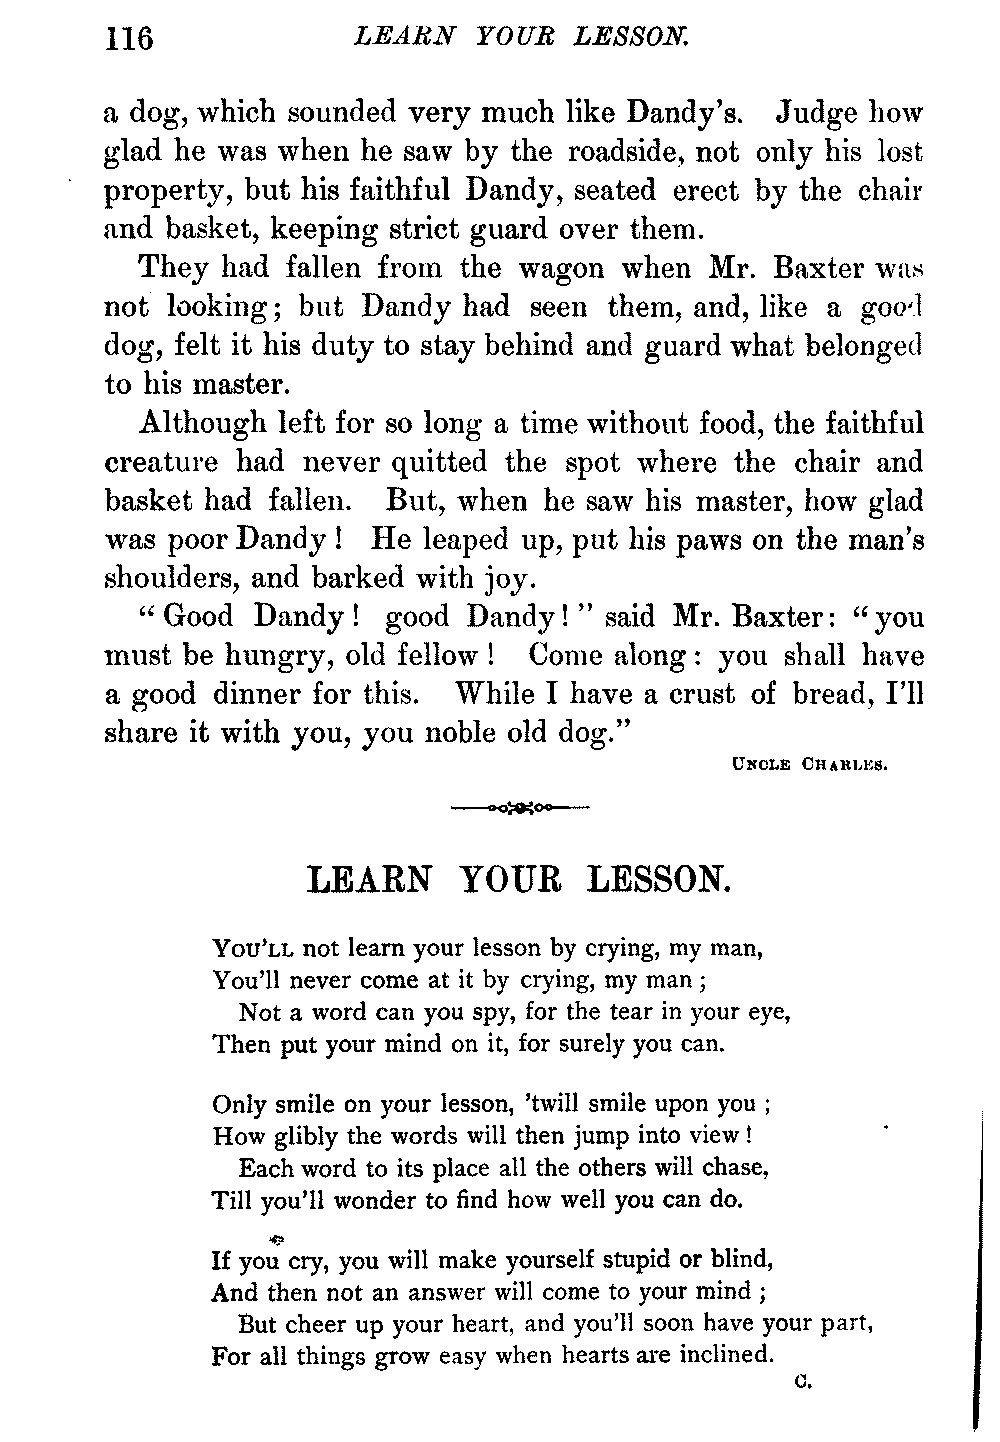 116 LEARN YOUR LESSON.
a dog, which sounded very much like Dandy's. Judge how
glad he was when he saw by the roadside, not only his lost
property, but his faithful Dandy, seated erect by the chair
and basket, keeping strict guard over them.
They had fallen from the wagon when Mr. Baxter was
not looking; but Dandy had seen them, and, like a good
dog, felt it his duty to stay behind and guard what belonged
to his master.
Although left for so long a time without food, the faithful
creature had never quitted the spot where the chair and
basket had fallen. But, when he saw his master, how glad
was poor Dandy! He leaped up, put his paws on the man's
shoulders, and barked with joy.
"Good Dandy! good Dandy!" said Mr. Baxter: "you
must be hungry, old fellow! Come along: you shall have
a good dinner for this. While I have a crust of bread, I'll
share it with you, you noble old dog."
UNCLE CHARLES.
LEARN YOUR LESSON.
YOU'LL not learn your lesson by crying, my man,
You'll never come at it by crying, my man;
Not a word can you spy, for the tear in your eye,
Then put your mind on it, for surely you can.
Only smile on your lesson, 'twill smile upon you;
How glibly the words will then jump into view!
Each word to its place all the others will chase,
Till you'll wonder to find how well you can do.
If you cry, you will make yourself stupid or blind,
And then not an answer will come to your mind;
But cheer up your heart, and you'll soon have your part,
For all things grow easy when hearts are inclined.
C.